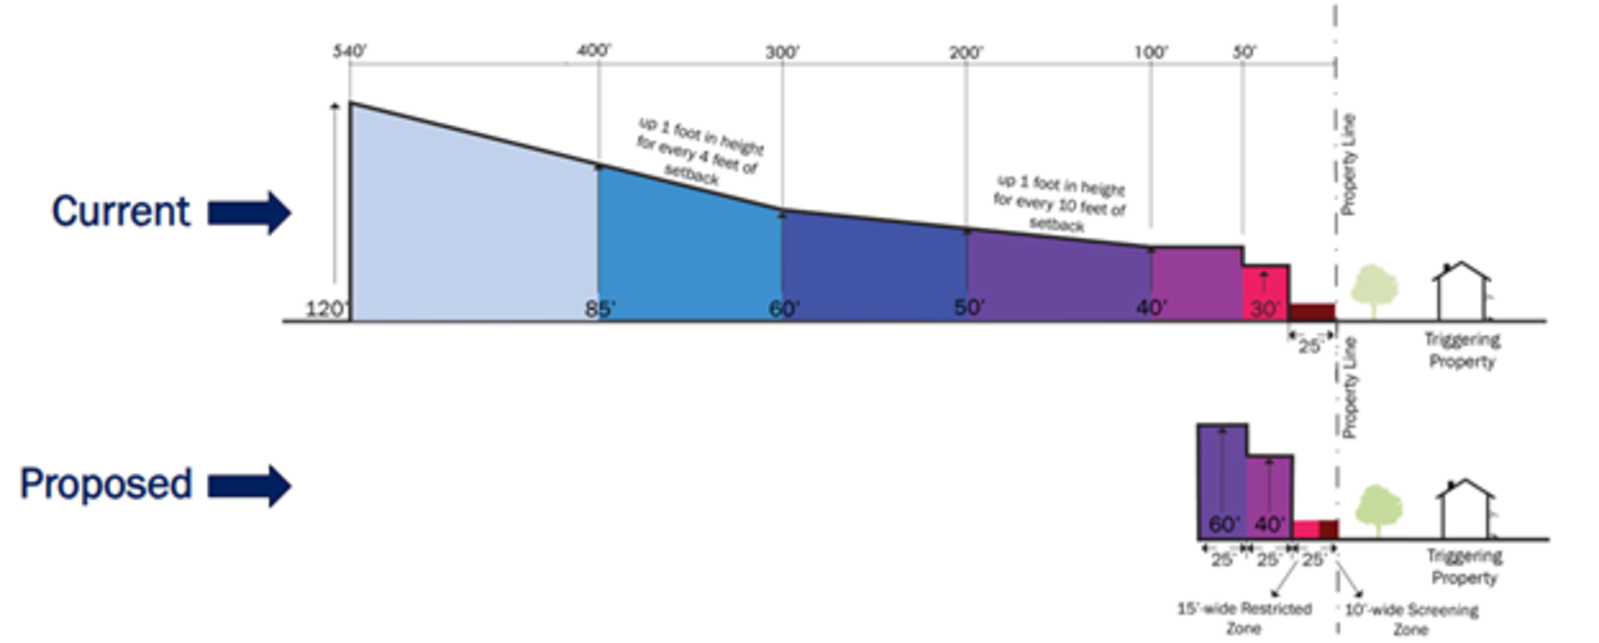 540'
400'
300'
200'
100'
50'
up 1 foot in height
for every 4 feet of
setback
up 1 foot in height
for every 10 feet of
setback
Property Line
Current
120'
85'
60'
50'
40'
30'
25'
Triggering
Property
Property Line
Proposed
60'
40'
25'
25'
25'
Triggering
Property
15'-wide Restricted
Zone
10'-wide Screening
Zone